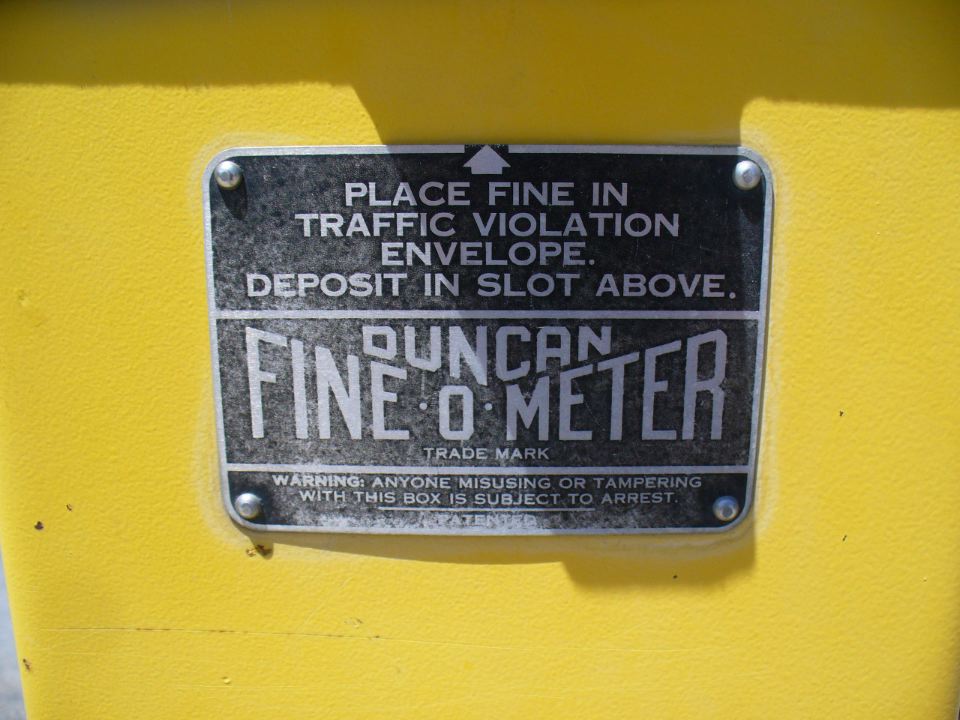 PLACE FINE IN
TRAFFIC VIOLATION
ENVELOPE.
DEPOSIT IN SLOT ABOVE.
DUNCAN
FINE·O·METER
TRADE MARK
WARNING: ANYONE MISUSING OR TAMPERING
WITH THIS BOX IS SUBJECT TO ARREST.
PATENTED